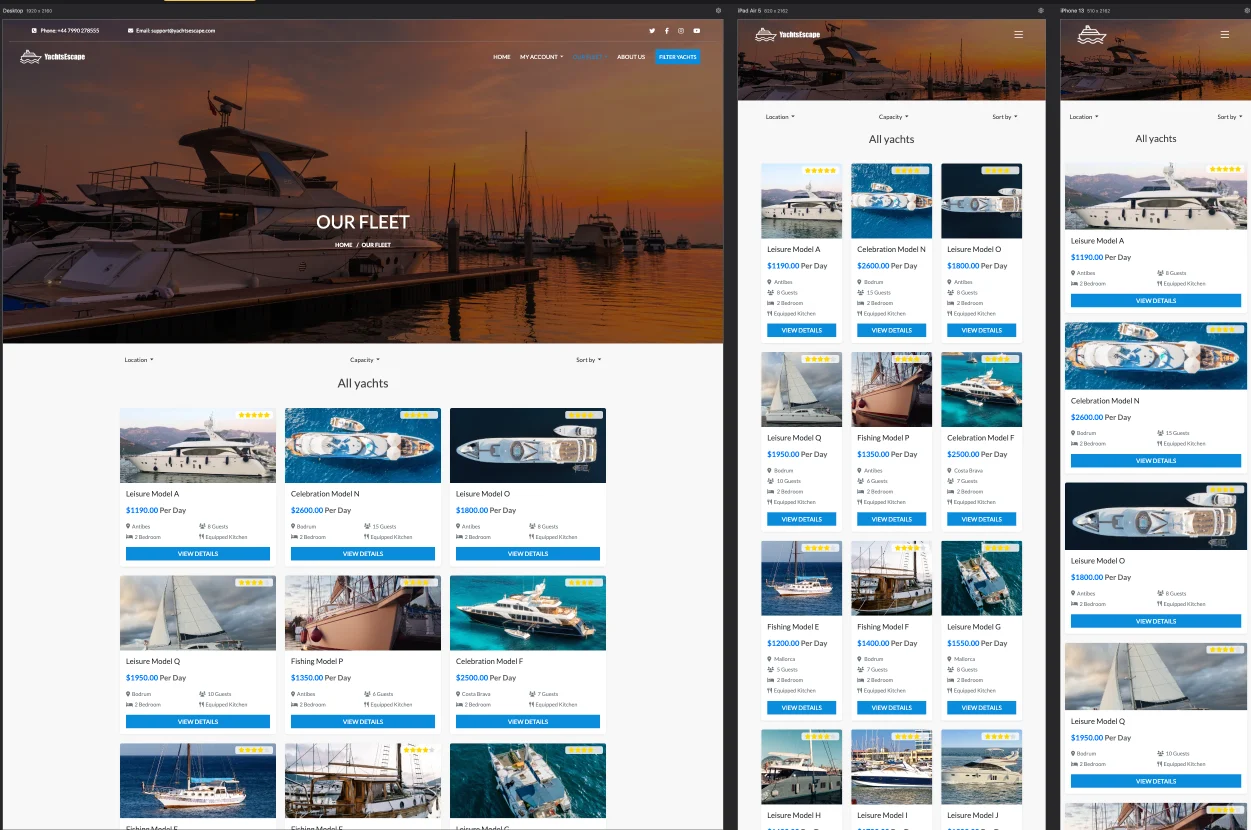 Desktop 1920 x 2160
Phone: +44 7990 278555 Email: support@yachtsescape.com
YachtsEscape
HOME MY ACCOUNT OUR FLEET ABOUT US FILTER YACHTS
OUR FLEET
HOME / OUR FLEET
Location Capacity Sort by
All yachts
Leisure Model A
$1190.00 Per Day
Antibes 8 Guests
2 Bedroom Equipped Kitchen
VIEW DETAILS
Celebration Model N
$2600.00 Per Day
Bodrum 15 Guests
2 Bedroom Equipped Kitchen
VIEW DETAILS
Leisure Model O
$1800.00 Per Day
Antibes 8 Guests
2 Bedroom Equipped Kitchen
VIEW DETAILS
Leisure Model Q
$1950.00 Per Day
Bodrum 10 Guests
2 Bedroom Equipped Kitchen
VIEW DETAILS
Fishing Model P
$1350.00 Per Day
Antibes 6 Guests
2 Bedroom Equipped Kitchen
VIEW DETAILS
Celebration Model F
$2500.00 Per Day
Costa Brava 7 Guests
2 Bedroom Equipped Kitchen
VIEW DETAILS
iPad Air 5 820 x 2182
YachtsEscape
Location Capacity Sort by
All yachts
Leisure Model A
$1190.00 Per Day
Antibes
8 Guests
2 Bedroom
Equipped Kitchen
VIEW DETAILS
Celebration Model N
$2600.00 Per Day
Bodrum
15 Guests
2 Bedroom
Equipped Kitchen
VIEW DETAILS
Leisure Model O
$1800.00 Per Day
Antibes
8 Guests
2 Bedroom
Equipped Kitchen
VIEW DETAILS
Leisure Model Q
$1950.00 Per Day
Bodrum
10 Guests
2 Bedroom
Equipped Kitchen
VIEW DETAILS
Fishing Model P
$1350.00 Per Day
Antibes
6 Guests
2 Bedroom
Equipped Kitchen
VIEW DETAILS
Celebration Model F
$2500.00 Per Day
Costa Brava
7 Guests
2 Bedroom
Equipped Kitchen
VIEW DETAILS
Fishing Model E
$1200.00 Per Day
Mallorca
5 Guests
2 Bedroom
Equipped Kitchen
VIEW DETAILS
Fishing Model F
$1400.00 Per Day
Bodrum
7 Guests
2 Bedroom
Equipped Kitchen
VIEW DETAILS
Leisure Model G
$1550.00 Per Day
Mallorca
8 Guests
2 Bedroom
Equipped Kitchen
VIEW DETAILS
Leisure Model H
Leisure Model I
Leisure Model J
iPhone 13 510 x 2182
Location Sort by
All yachts
Leisure Model A
$1190.00 Per Day
Antibes 8 Guests
2 Bedroom Equipped Kitchen
VIEW DETAILS
Celebration Model N
$2600.00 Per Day
Bodrum 15 Guests
2 Bedroom Equipped Kitchen
VIEW DETAILS
Leisure Model O
$1800.00 Per Day
Antibes 8 Guests
2 Bedroom Equipped Kitchen
VIEW DETAILS
Leisure Model Q
$1950.00 Per Day
Bodrum 10 Guests
2 Bedroom Equipped Kitchen
VIEW DETAILS